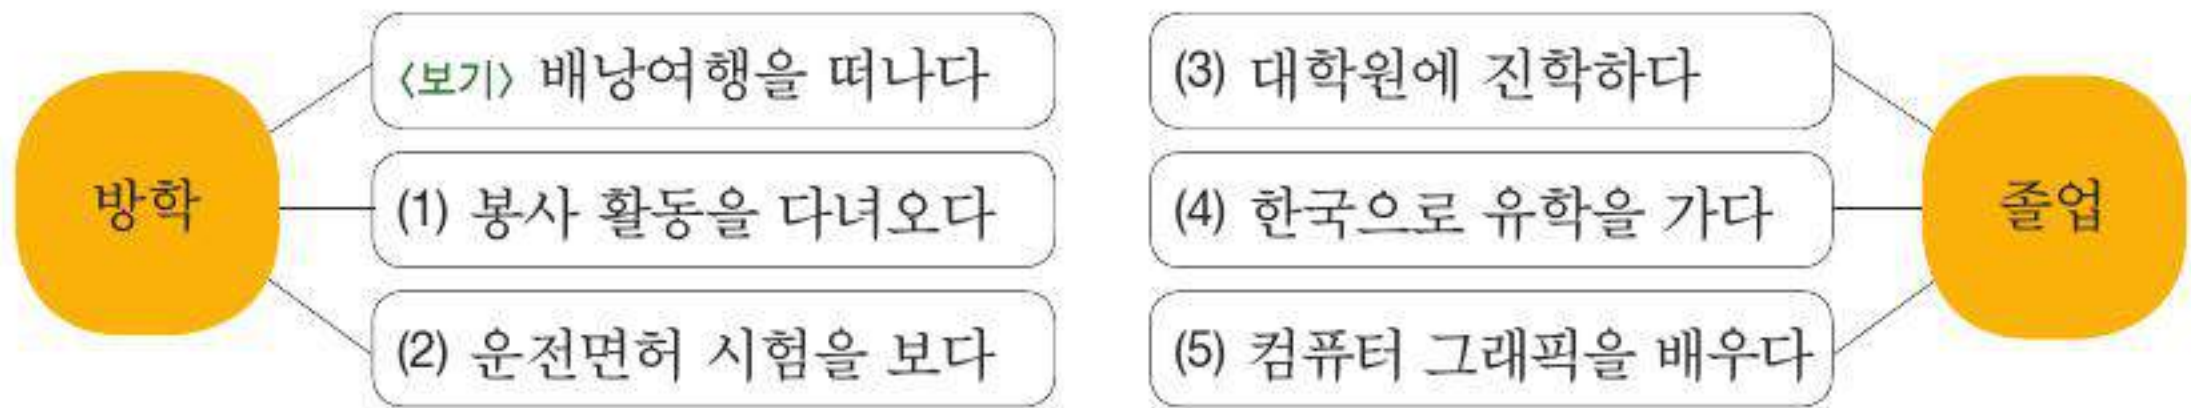 방학
〈보기〉 배낭여행을 떠나다
(1) 봉사 활동을 다녀오다
(2) 운전면허 시험을 보다
(3) 대학원에 진학하다
(4) 한국으로 유학을 가다
(5) 컴퓨터 그래픽을 배우다
졸업